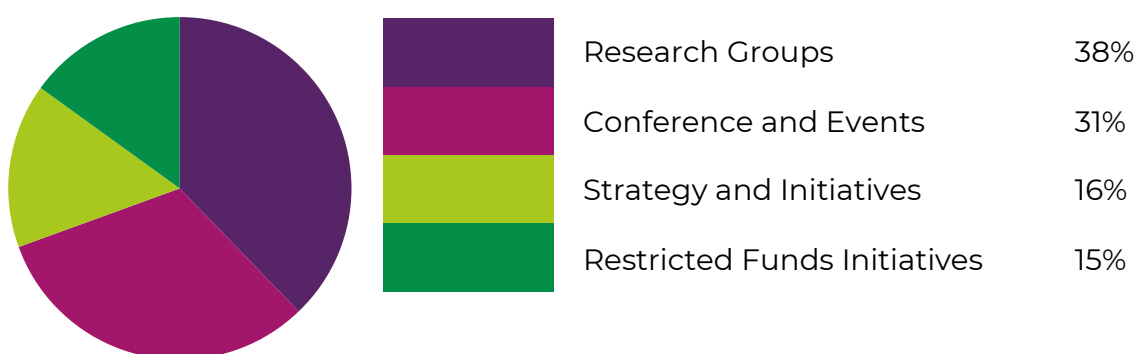 Research Groups 38%
Conference and Events 31%
Strategy and Initiatives 16%
Restricted Funds Initiatives 15%